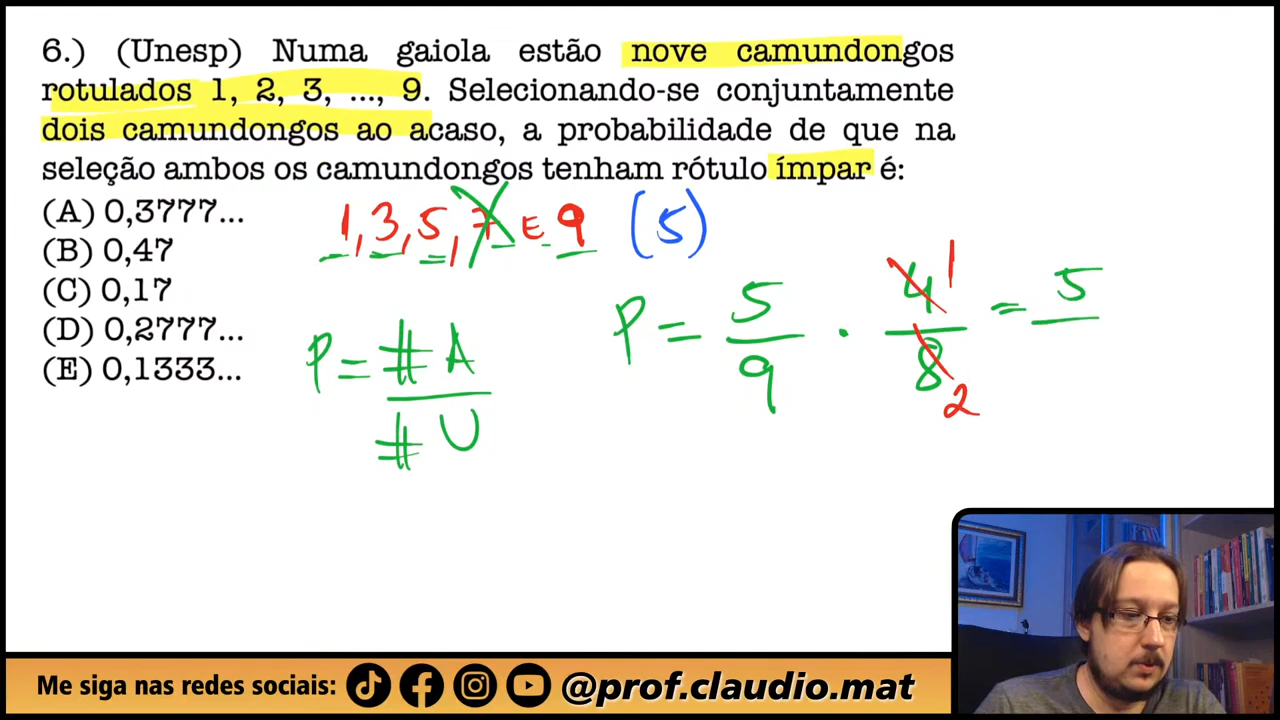 6.) (Unesp) Numa gaiola estão nove camundongos
rotulados 1, 2, 3, ..., 9. Selecionando-se conjuntamente
dois camundongos ao acaso, a probabilidade de que na
seleção ambos os camundongos tenham rótulo ímpar é:
(A) 0,3777...
(B) 0,47
(C) 0,17
(D) 0,2777...
(E) 0,1333...
1, 3, 5, 7 E 9 (5)
P = #A / #U
P = 5/9 · 4/8 = 5
1
2
Me siga nas redes sociais: @prof.claudio.mat